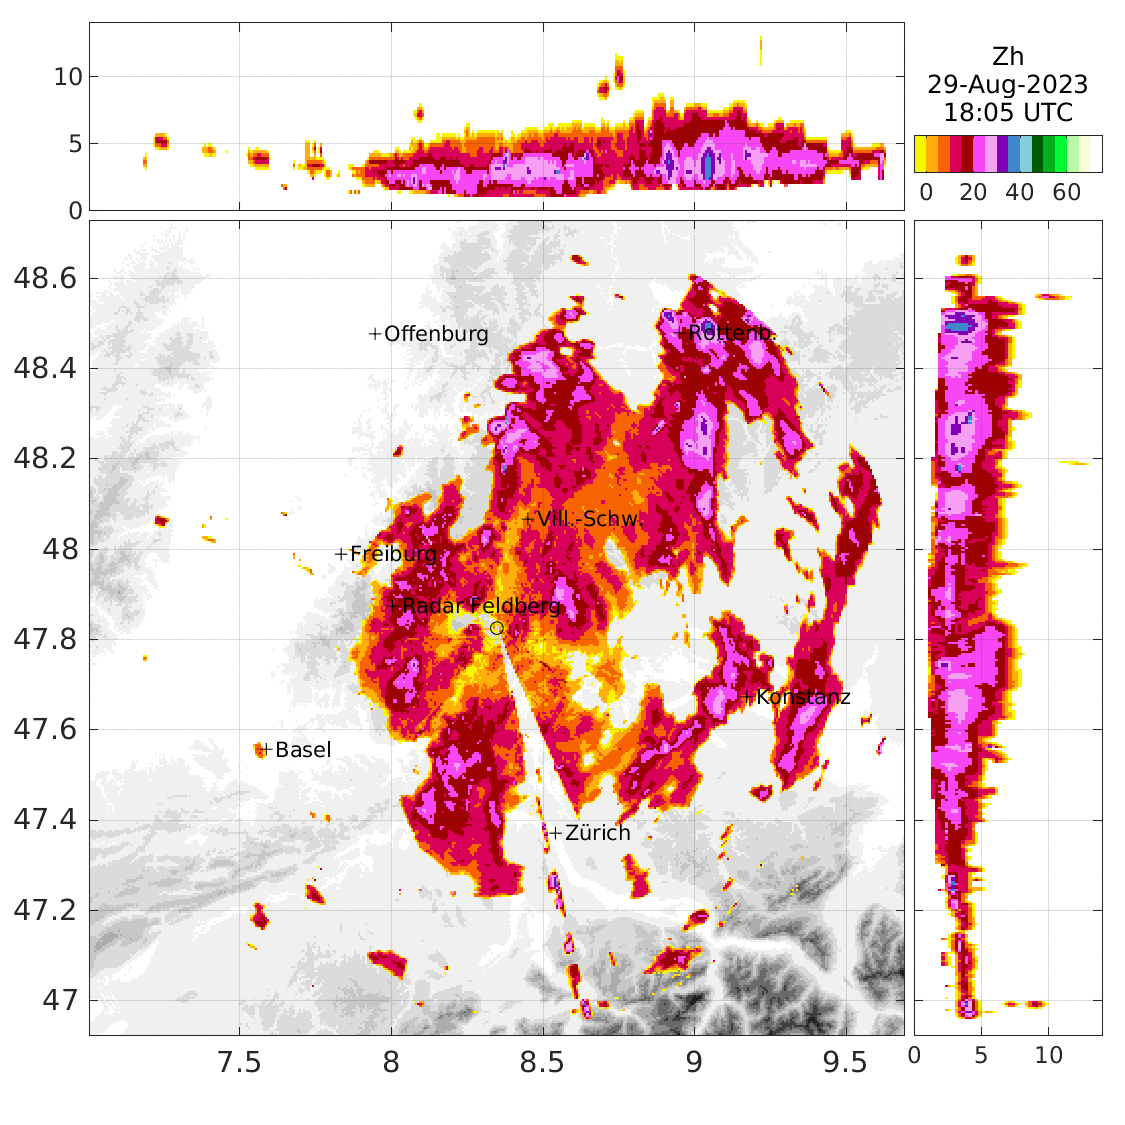 10
5
0
Zh
29-Aug-2023
18:05 UTC
0 20 40 60
48.6
48.4
48.2
48
47.8
47.6
47.4
47.2
47
+Offenburg
+Rottenb.
+Vill.-Schw.
+Freiburg
+Radar Feldberg
+Konstanz
+Basel
+Zürich
7.5 8 8.5 9 9.5
0 5 10